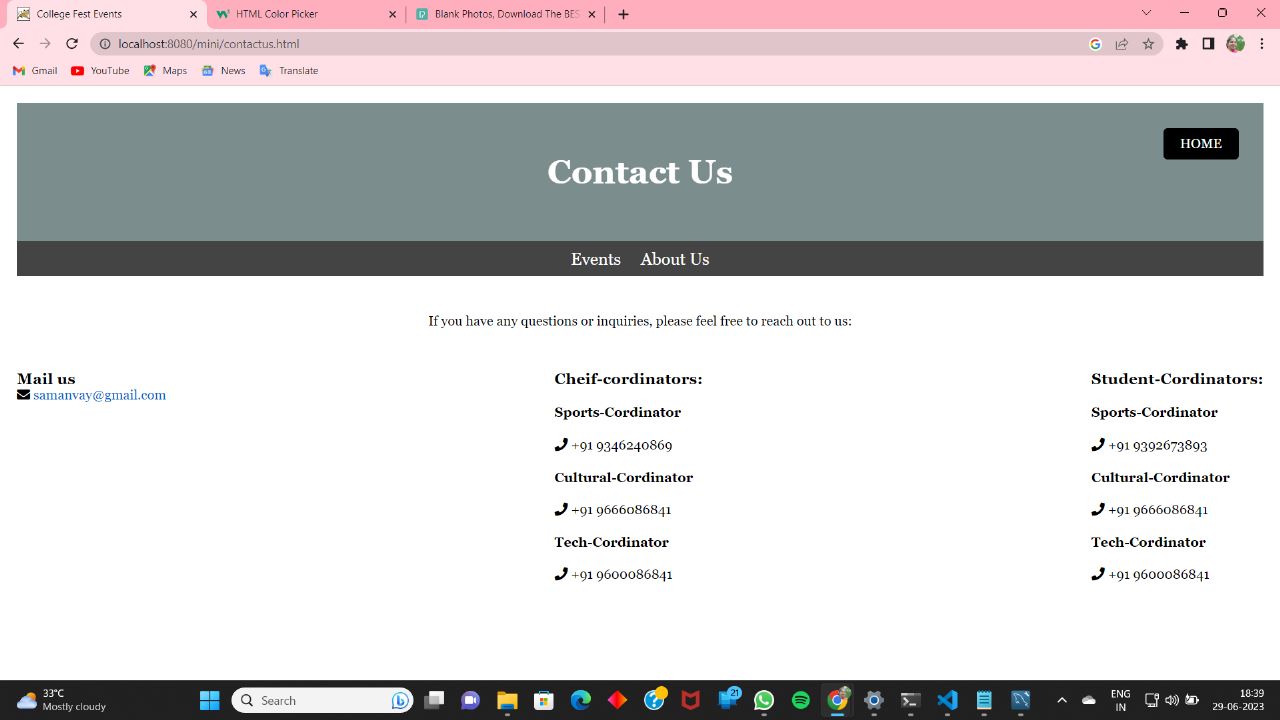 College Fest Events
HTML Color Picker
Blank Photos, Download The BES
localhost:8080/mini/contactus.html
Gmail YouTube Maps News Translate
HOME
Contact Us
Events About Us
If you have any questions or inquiries, please feel free to reach out to us:
Mail us
samanvay@gmail.com
Cheif-cordinators:
Sports-Cordinator
+91 9346240869
Cultural-Cordinator
+91 9666086841
Tech-Cordinator
+91 9600086841
Student-Cordinators:
Sports-Cordinator
+91 9392673893
Cultural-Cordinator
+91 9666086841
Tech-Cordinator
+91 9600086841
33°C
Mostly cloudy
Search
21
ENG
IN
18:39
29-06-2023